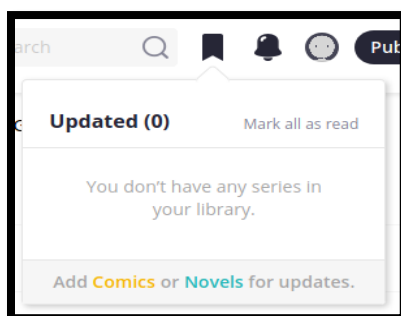 arch
Pub
Updated (0) Mark all as read
You don’t have any series in
your library.
Add Comics or Novels for updates.